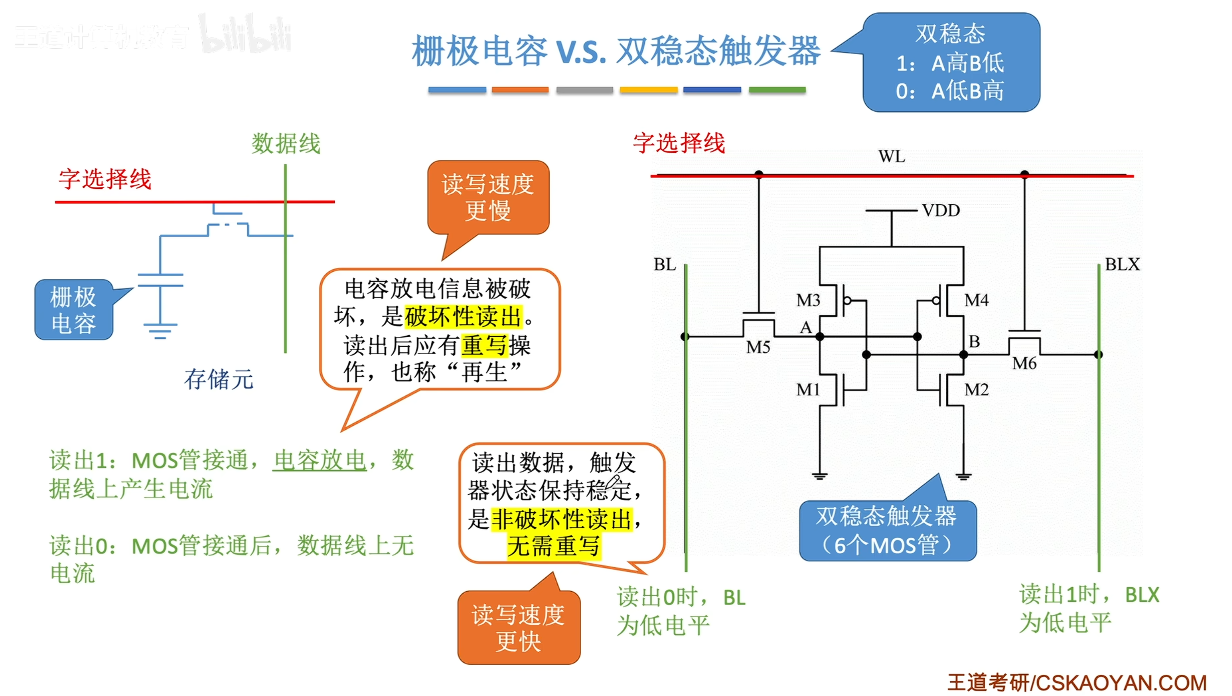 王道计算机教育 bilibili
栅极电容 V.S. 双稳态触发器
双稳态
1：A高B低
0：A低B高
数据线
字选择线
栅极
电容
存储元
读写速度
更慢
电容放电信息被破
坏，是破坏性读出。
读出后应有重写操
作，也称“再生”
读出1：MOS管接通，电容放电，数
据线上产生电流
读出0：MOS管接通后，数据线上无
电流
读出数据，触发
器状态保持稳定，
是非破坏性读出，
无需重写
读写速度
更快
字选择线
WL
VDD
BL
BLX
M3
M4
A
M5
B
M6
M1
M2
双稳态触发器
（6个MOS管）
读出0时，BL
为低电平
读出1时，BLX
为低电平
王道考研/CSKAOYAN.COM